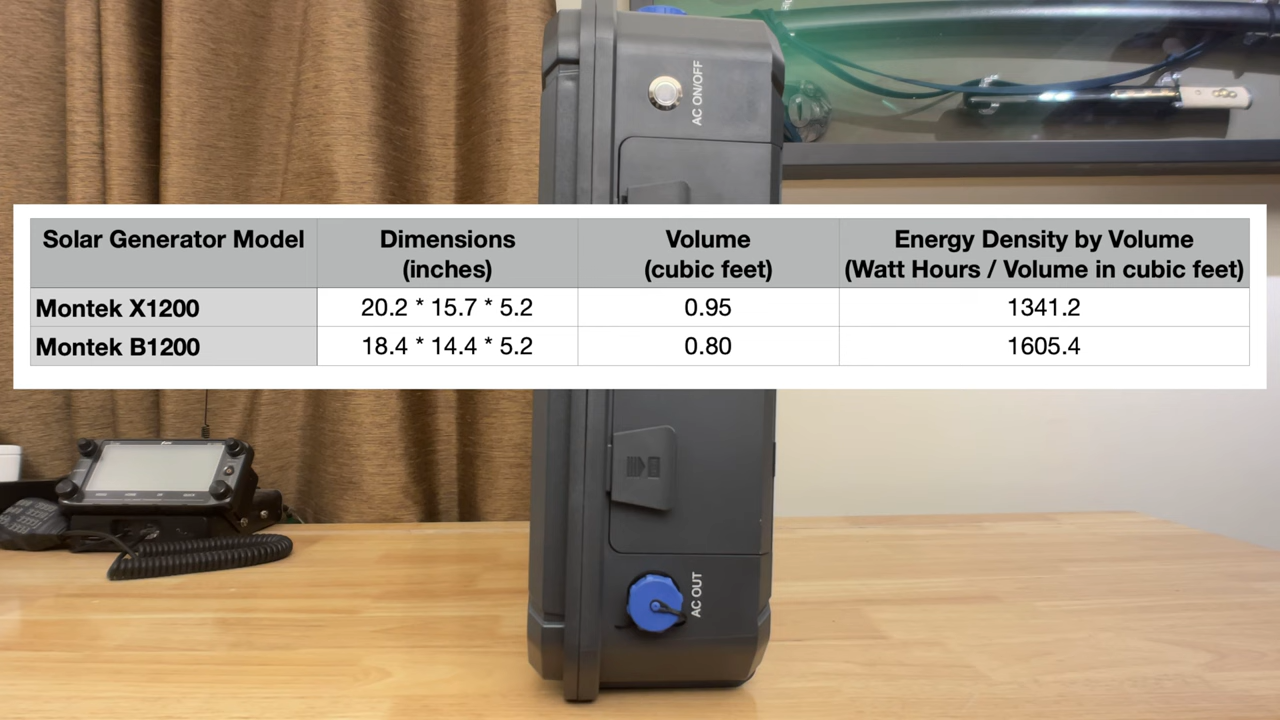 AC ON/OFF
Solar Generator Model
Dimensions
(inches)
Volume
(cubic feet)
Energy Density by Volume
(Watt Hours / Volume in cubic feet)
Montek X1200
20.2 * 15.7 * 5.2
0.95
1341.2
Montek B1200
18.4 * 14.4 * 5.2
0.80
1605.4
AC OUT